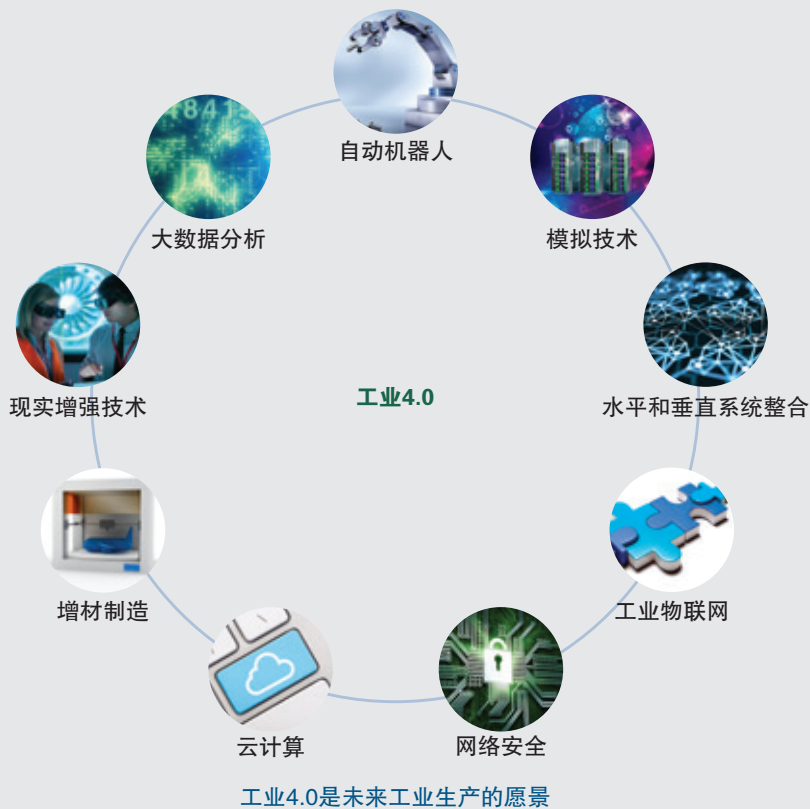 自动机器人
模拟技术
水平和垂直系统整合
工业物联网
网络安全
云计算
增材制造
现实增强技术
大数据分析
48415
工业4.0
工业4.0是未来工业生产的愿景